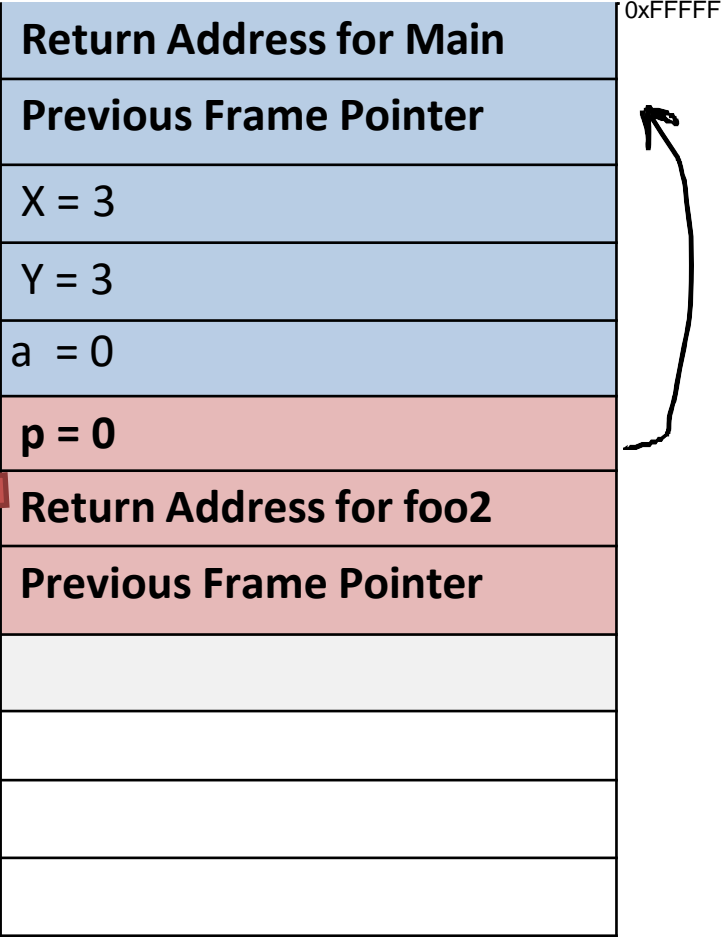 0xFFFFF
Return Address for Main
Previous Frame Pointer
X = 3
Y = 3
a = 0
p = 0
Return Address for foo2
Previous Frame Pointer